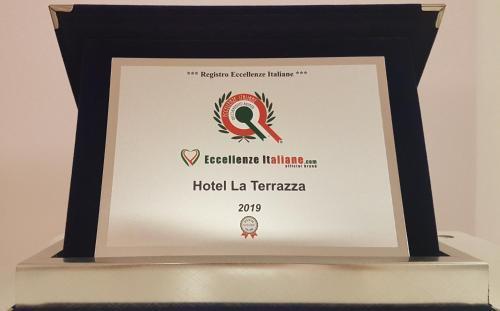 *** Registro Eccellenze Italiane ***
Eccellenze Italiane.com
official brand
Hotel La Terrazza
2019